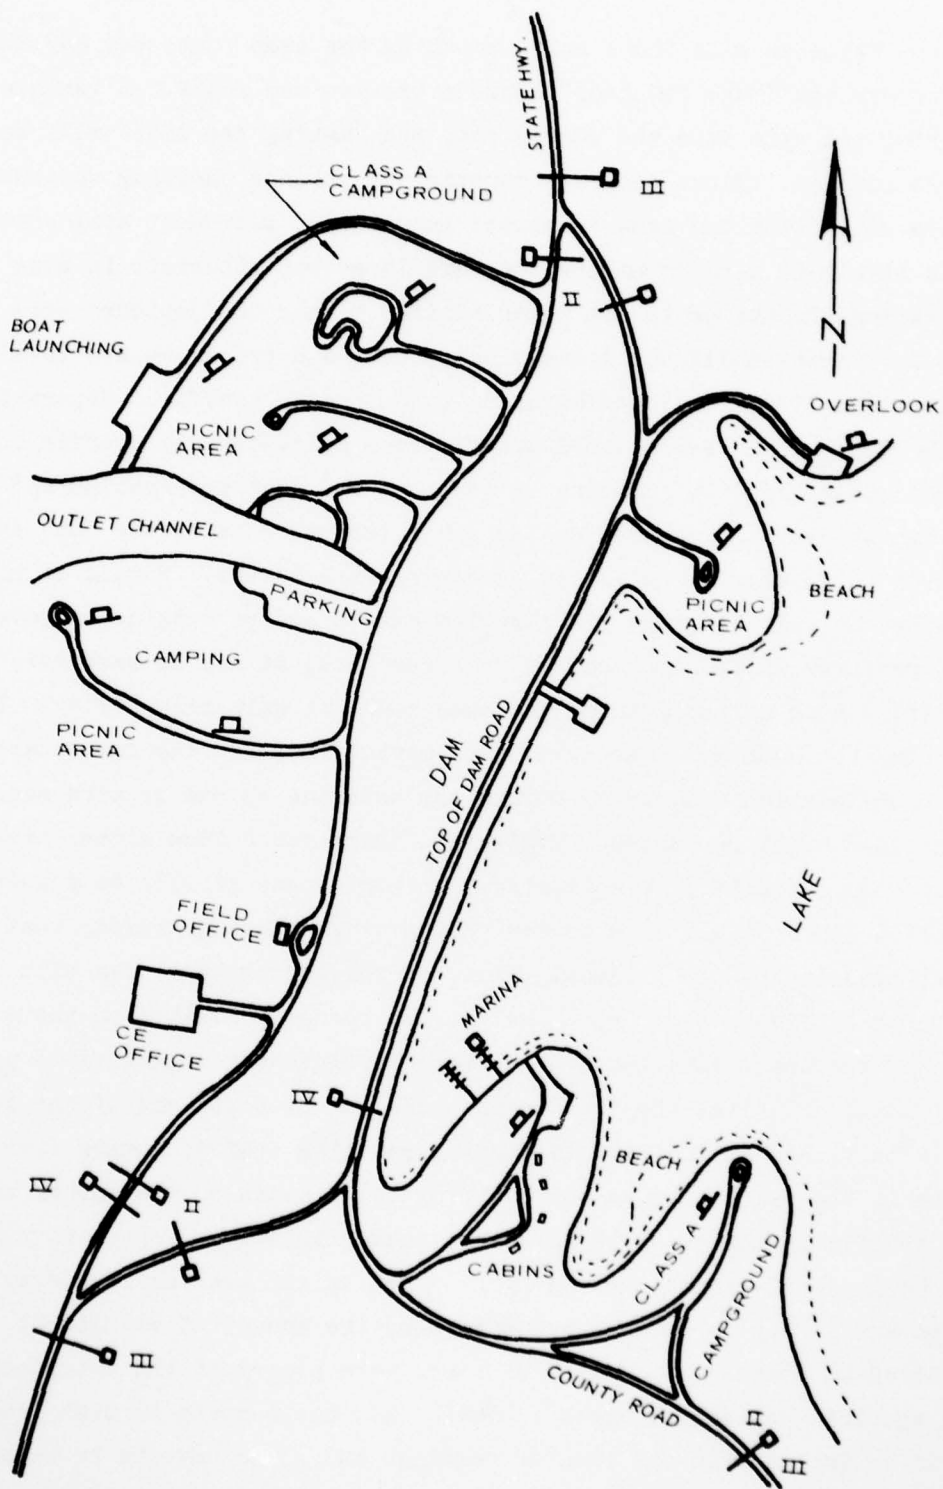 STATE HWY.
III
CLASS A
CAMPGROUND
II
N
BOAT
LAUNCHING
OVERLOOK
PICNIC
AREA
OUTLET CHANNEL
PARKING
BEACH
PICNIC
AREA
CAMPING
PICNIC
AREA
DAM
TOP OF DAM ROAD
LAKE
FIELD
OFFICE
CE
OFFICE
MARINA
IV
IV
II
BEACH
CLASS A
CAMPGROUND
CABINS
III
COUNTY ROAD
II
III